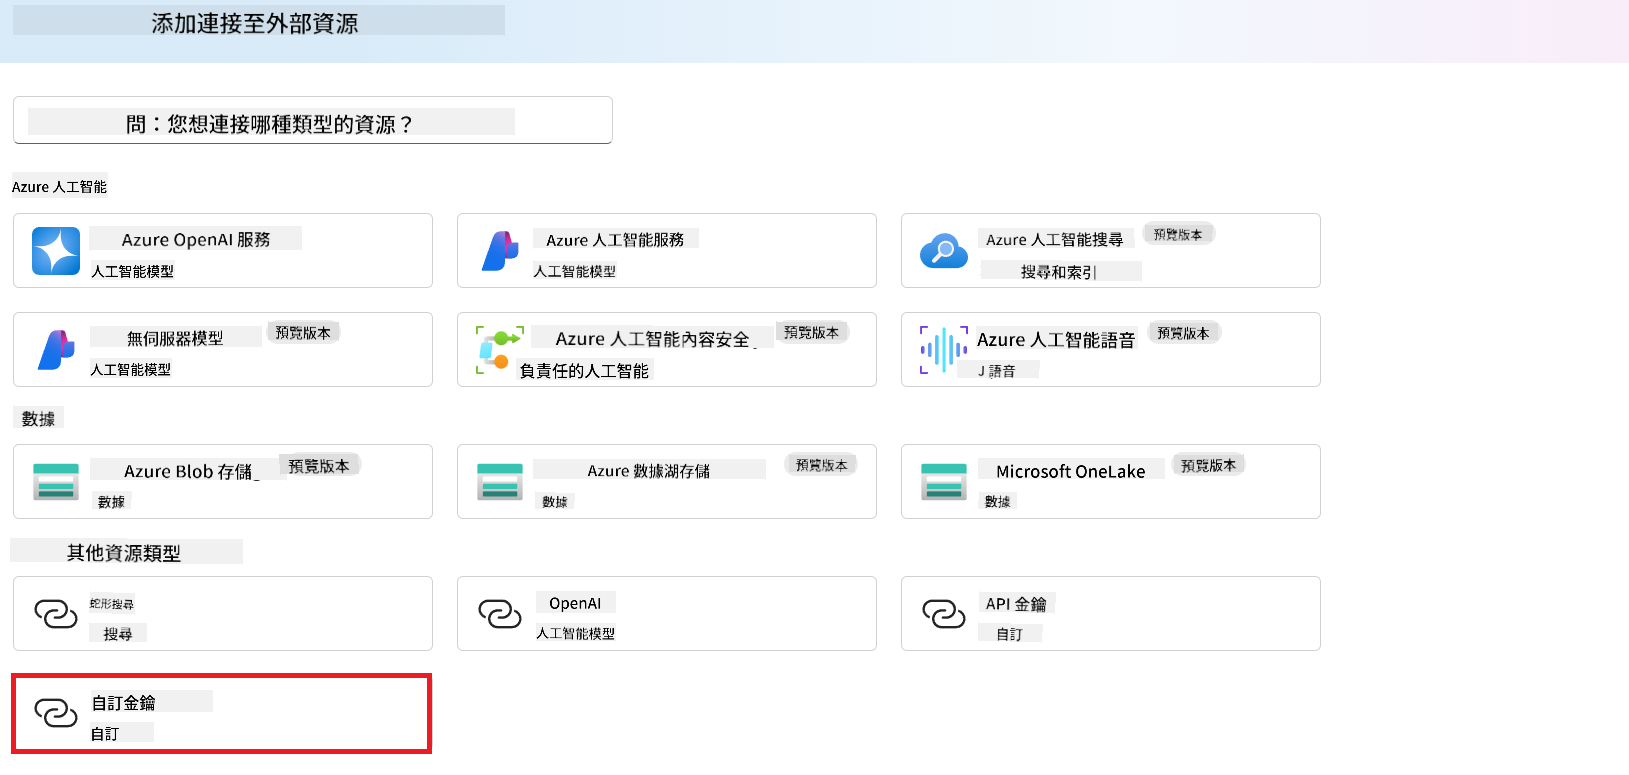 添加連接至外部資源
問：您想連接哪種類型的資源？
Azure 人工智能
Azure OpenAI 服務
人工智能模型
Azure 人工智能服務
人工智能模型
Azure 人工智能搜尋
預覽版本
搜尋和索引
無伺服器模型
預覽版本
人工智能模型
Azure 人工智能內容安全
預覽版本
負責任的人工智能
Azure 人工智能語音
預覽版本
J 語音
數據
Azure Blob 存儲
預覽版本
數據
Azure 數據湖存儲
預覽版本
數據
Microsoft OneLake
預覽版本
數據
其他資源類型
蛇形搜尋
搜尋
OpenAI
人工智能模型
API 金鑰
自訂
自訂金鑰
自訂